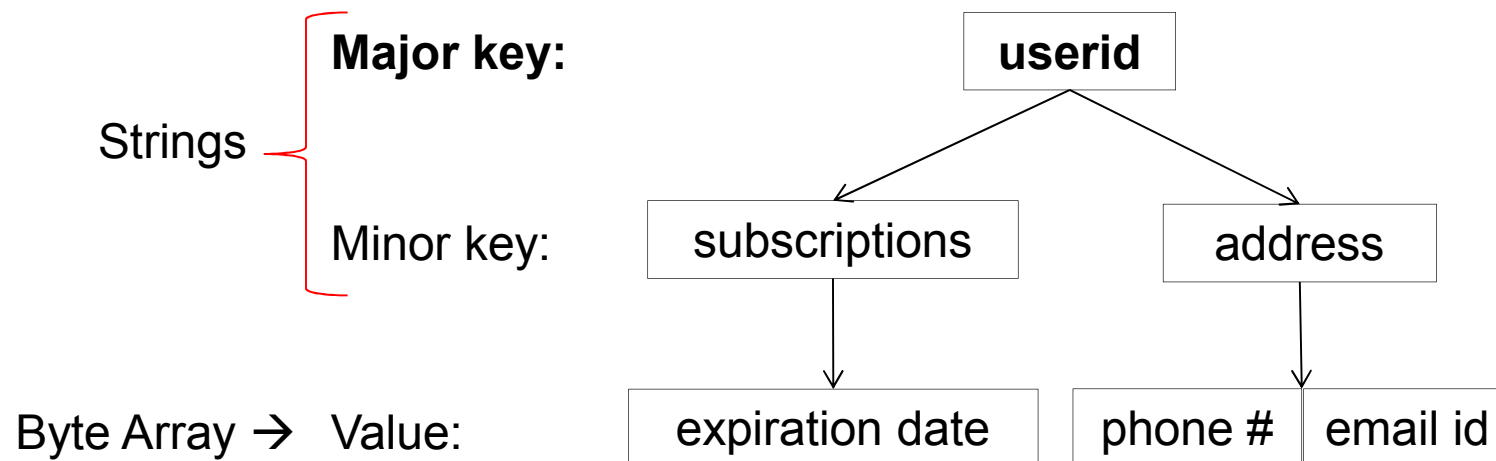 Major key:
userid
Strings
Minor key:
subscriptions
address
Byte Array → Value:
expiration date
phone #
email id